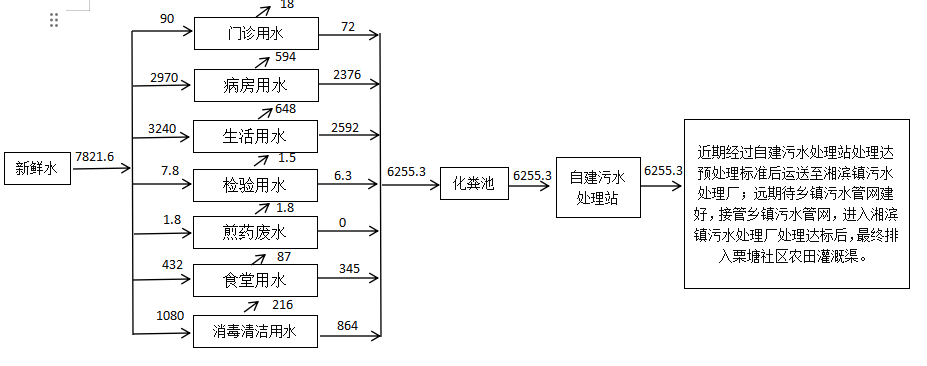 18
90
门诊用水
72
594
2970
病房用水
2376
648
3240
生活用水
2592
1.5
新鲜水
7821.6
7.8
检验用水
6.3
6255.3
化粪池
6255.3
自建污水
处理站
6255.3
近期经过自建污水处理站处理达
预处理标准后运送至湘滨镇污水
处理厂；远期待乡镇污水管网建
好，接管乡镇污水管网，进入湘滨
镇污水处理厂处理达标后，最终排
入栗塘社区农田灌溉渠。
1.8
1.8
煎药废水
0
87
432
食堂用水
345
216
1080
消毒清洁用水
864